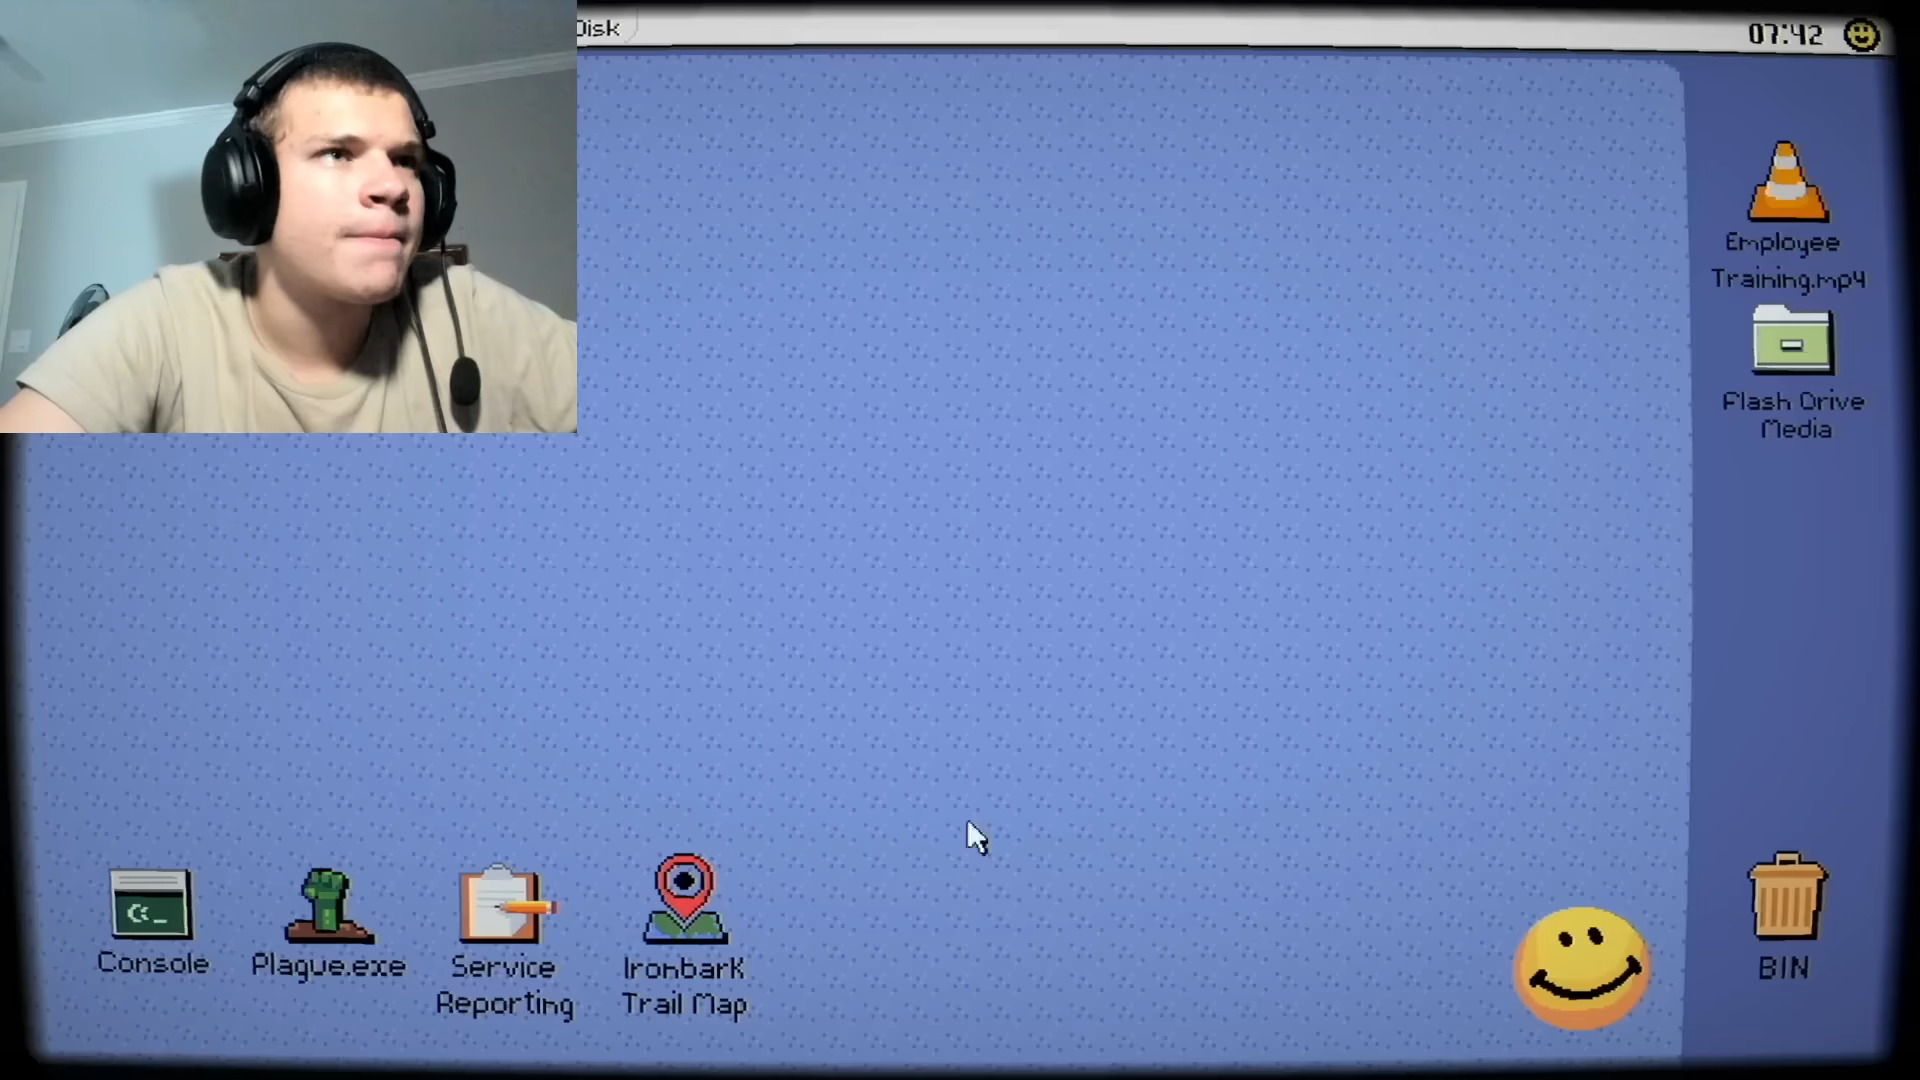 Disk
07:42
Employee
Training.mp4
Flash Drive
Media
Console
Plague.exe
Service
Reporting
Ironbark
Trail Map
BIN